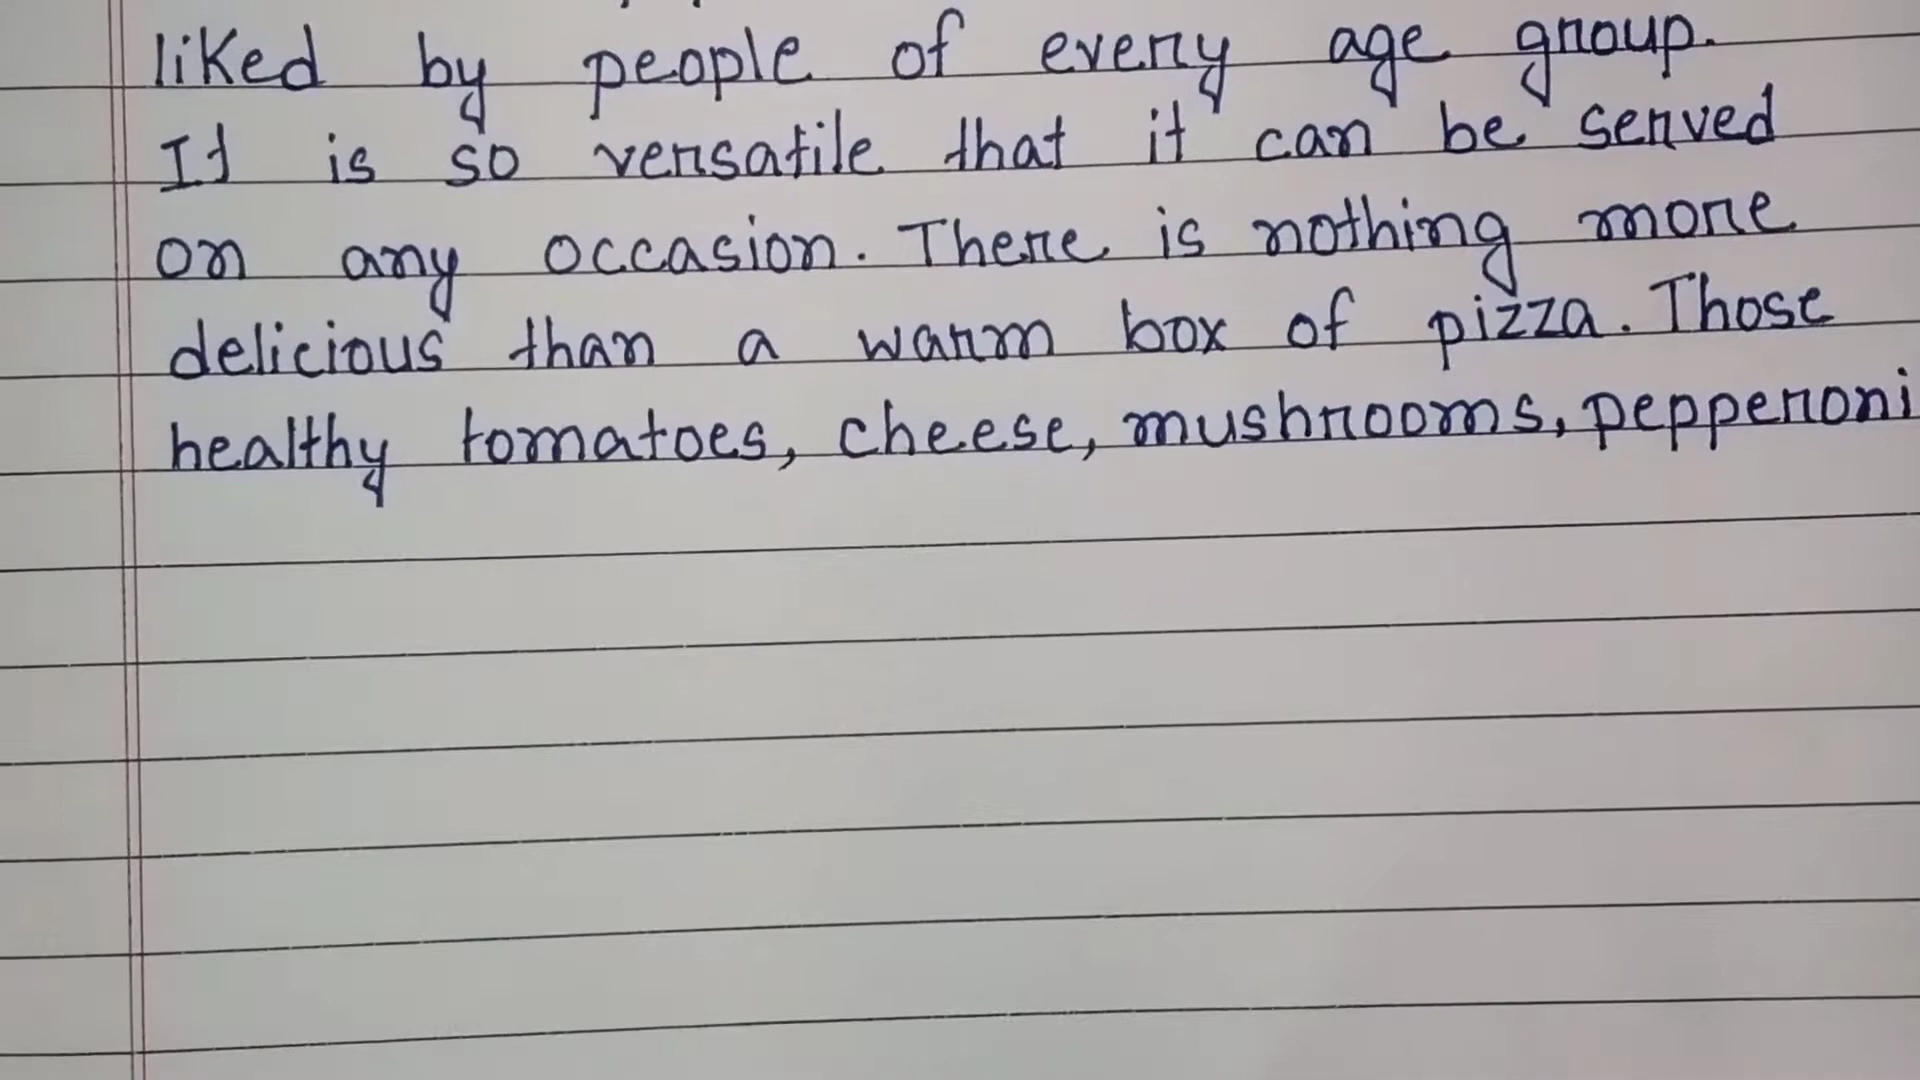 liked by people of every age group.
It is so versatile that it can be served
on any occasion. There is nothing more
delicious than a warm box of pizza. Those
healthy tomatoes, cheese, mushrooms, pepperoni